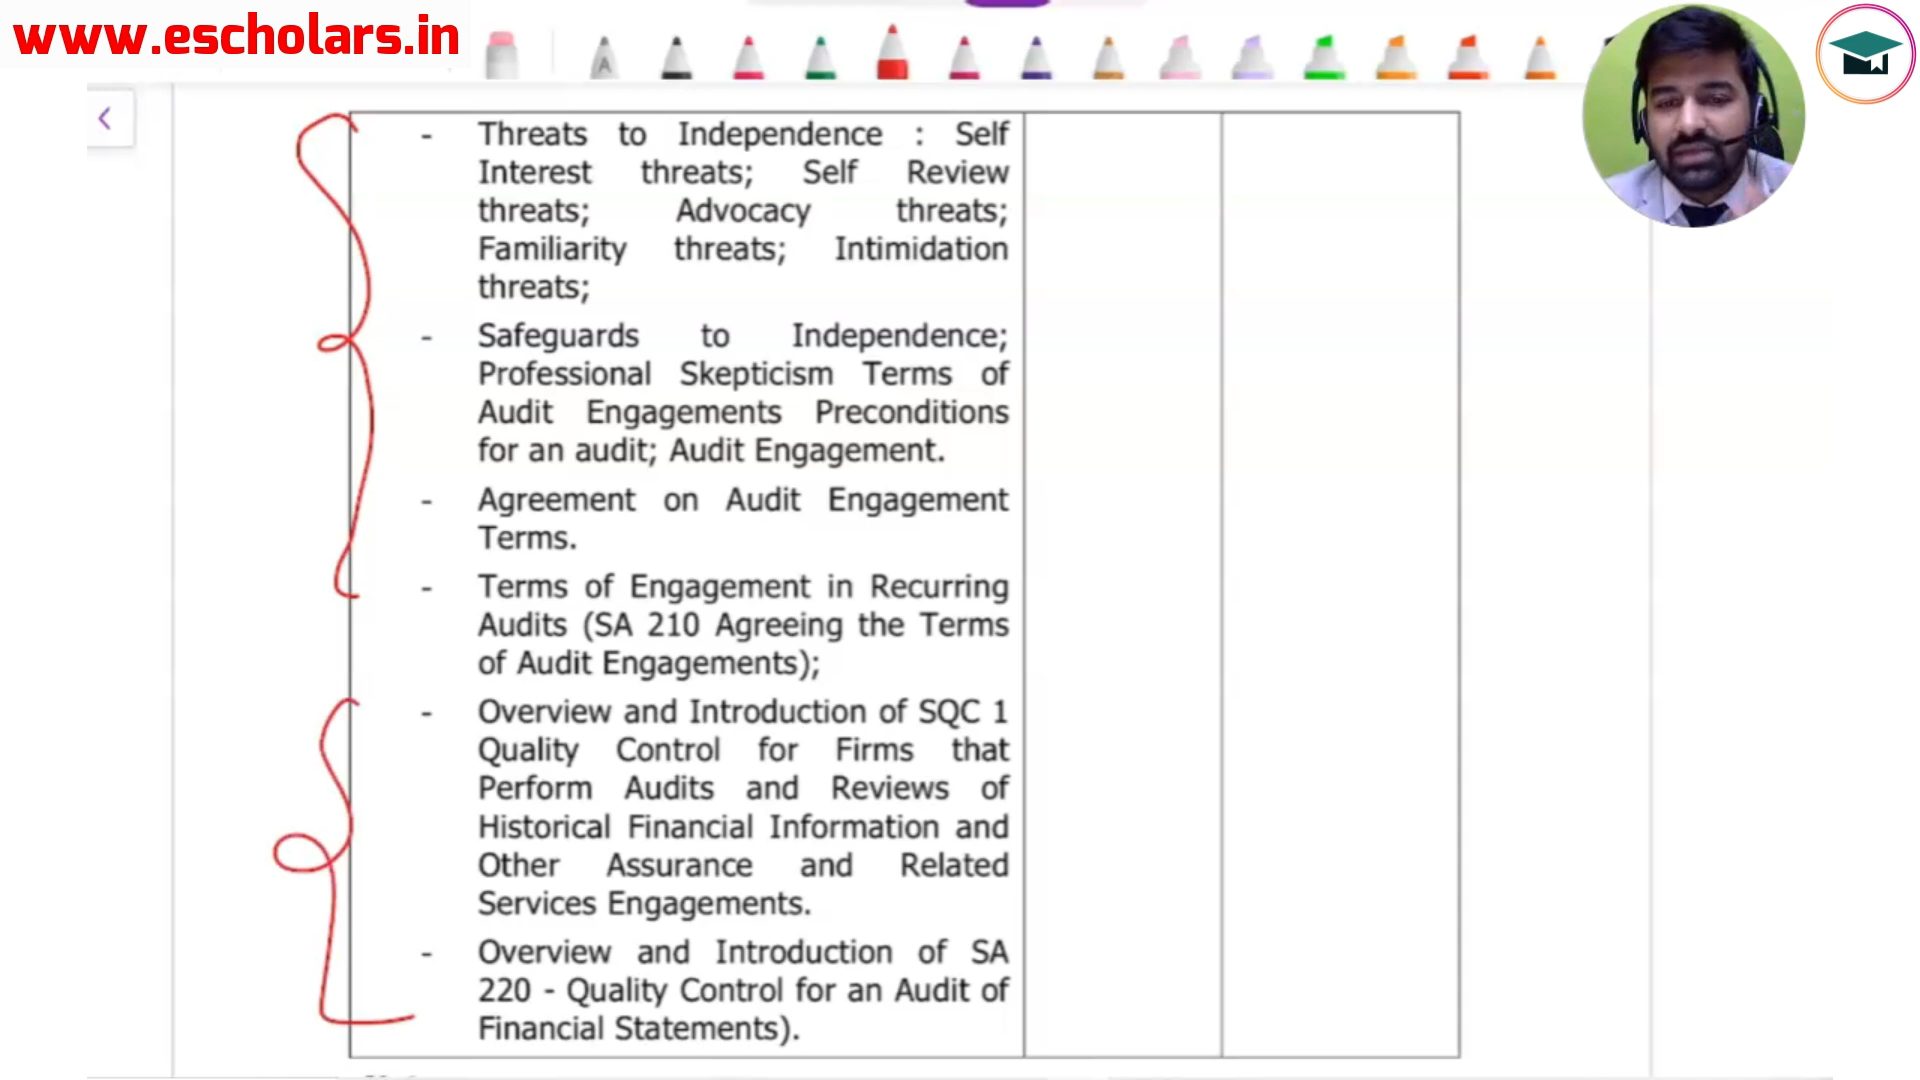 www.escholars.in
A
- Threats to Independence : Self
Interest threats; Self Review
threats; Advocacy threats;
Familiarity threats; Intimidation
threats;
- Safeguards to Independence;
Professional Skepticism Terms of
Audit Engagements Preconditions
for an audit; Audit Engagement.
- Agreement on Audit Engagement
Terms.
- Terms of Engagement in Recurring
Audits (SA 210 Agreeing the Terms
of Audit Engagements);
- Overview and Introduction of SQC 1
Quality Control for Firms that
Perform Audits and Reviews of
Historical Financial Information and
Other Assurance and Related
Services Engagements.
- Overview and Introduction of SA
220 - Quality Control for an Audit of
Financial Statements).